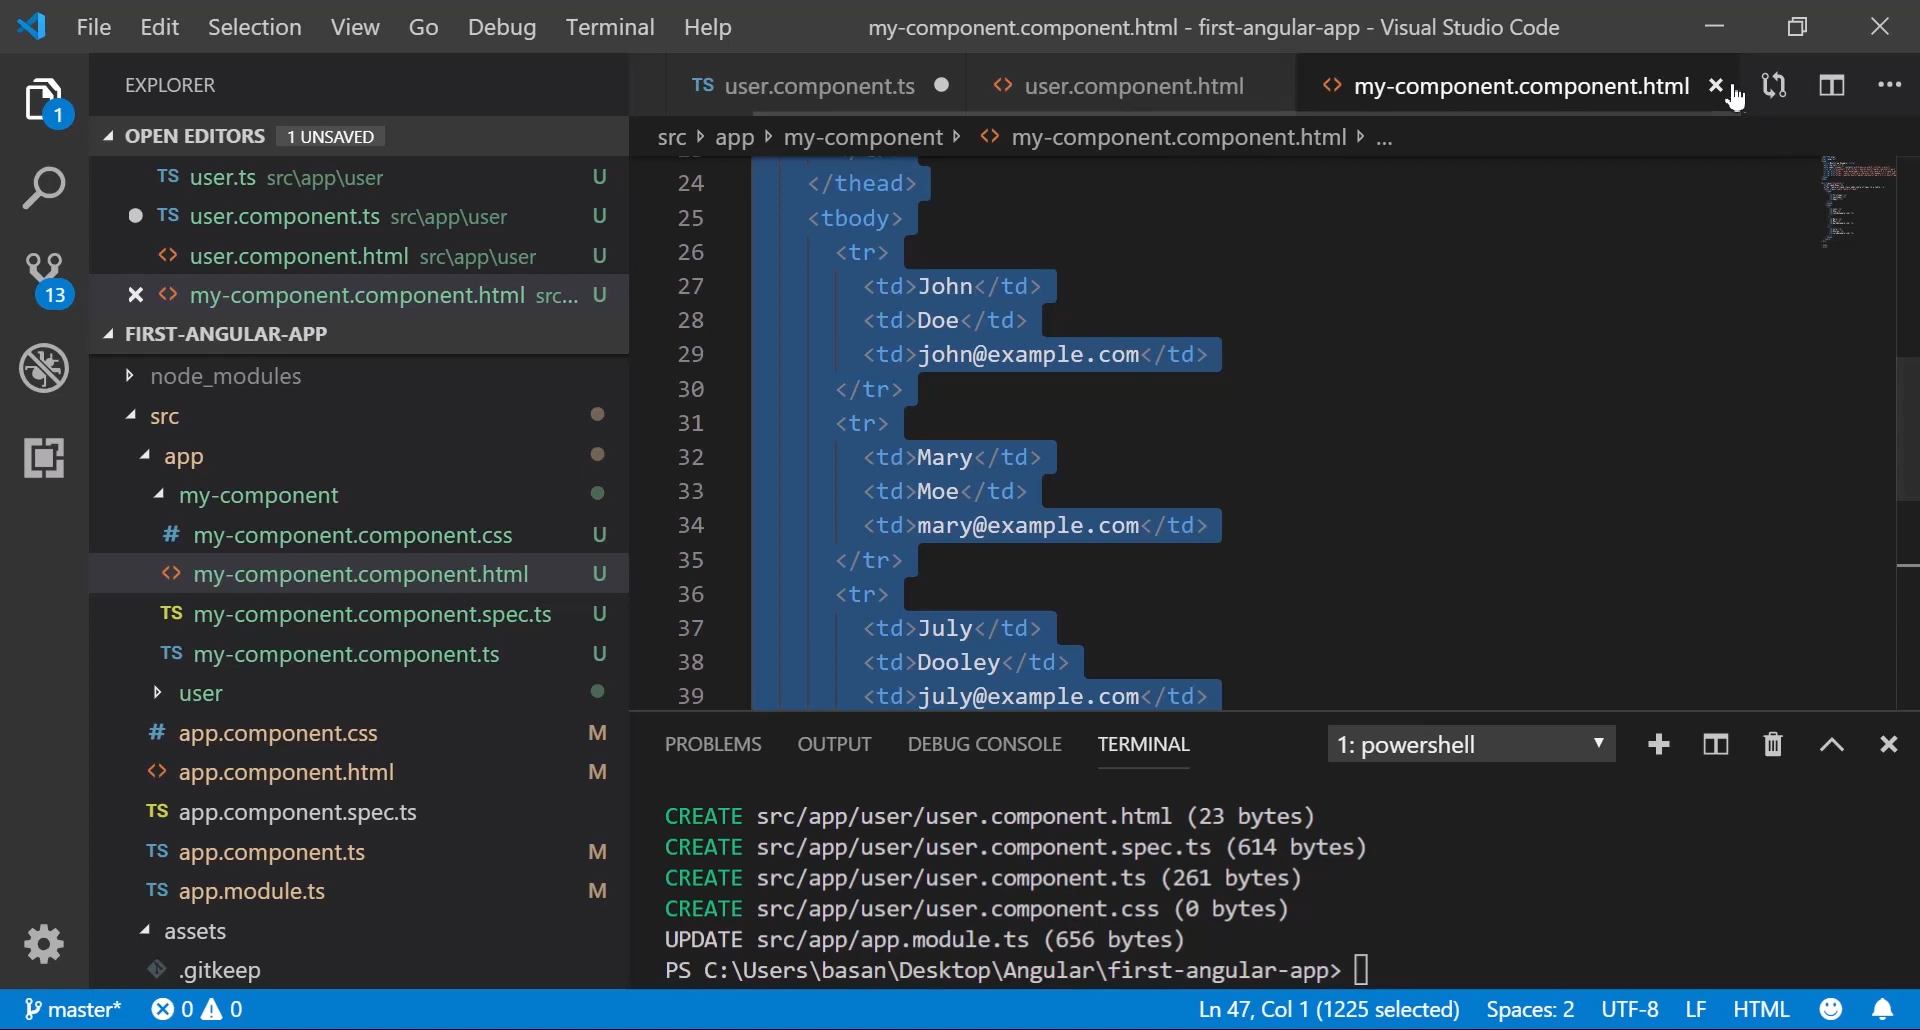 File Edit Selection View Go Debug Terminal Help my-component.component.html - first-angular-app - Visual Studio Code
EXPLORER
TS user.component.ts
<> user.component.html
<> my-component.component.html
OPEN EDITORS 1 UNSAVED
src app my-component <> my-component.component.html ...
TS user.ts src\app\user U
TS user.component.ts src\app\user U
<> user.component.html src\app\user U
<> my-component.component.html src... U
FIRST-ANGULAR-APP
node_modules
src
app
my-component
# my-component.component.css U
<> my-component.component.html U
TS my-component.component.spec.ts U
TS my-component.component.ts U
user
# app.component.css M
<> app.component.html M
TS app.component.spec.ts
TS app.component.ts M
TS app.module.ts M
assets
.gitkeep
1
13
24 </thead>
25 <tbody>
26 <tr>
27 <td>John</td>
28 <td>Doe</td>
29 <td>john@example.com</td>
30 </tr>
31 <tr>
32 <td>Mary</td>
33 <td>Moe</td>
34 <td>mary@example.com</td>
35 </tr>
36 <tr>
37 <td>July</td>
38 <td>Dooley</td>
39 <td>july@example.com</td>
PROBLEMS OUTPUT DEBUG CONSOLE TERMINAL 1: powershell
CREATE src/app/user/user.component.html (23 bytes)
CREATE src/app/user/user.component.spec.ts (614 bytes)
CREATE src/app/user/user.component.ts (261 bytes)
CREATE src/app/user/user.component.css (0 bytes)
UPDATE src/app/app.module.ts (656 bytes)
PS C:\Users\basan\Desktop\Angular\first-angular-app>
master* 0 0 Ln 47, Col 1 (1225 selected) Spaces: 2 UTF-8 LF HTML